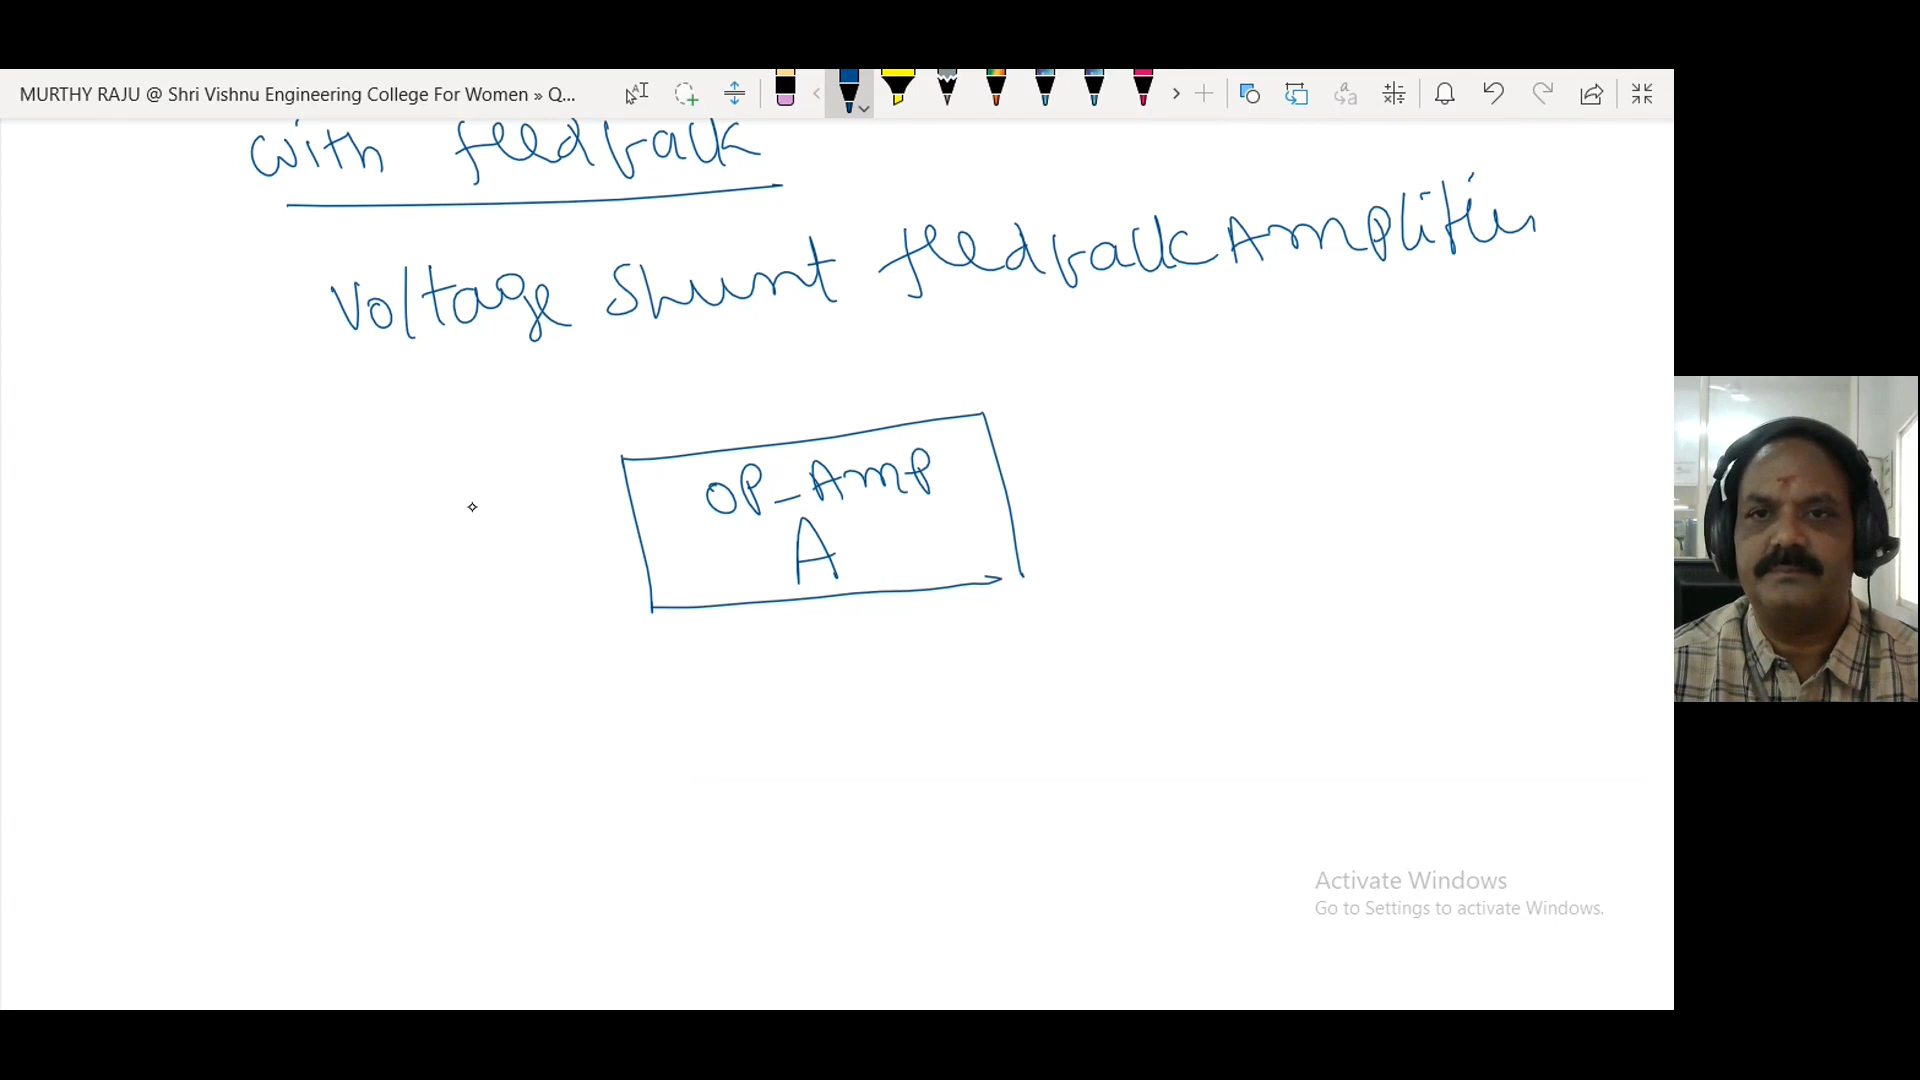 MURTHY RAJU @ Shri Vishnu Engineering College For Women » Q...
with feedback
Voltage Shunt feedback Amplifier
OP-AMP
A
Activate Windows
Go to Settings to activate Windows.